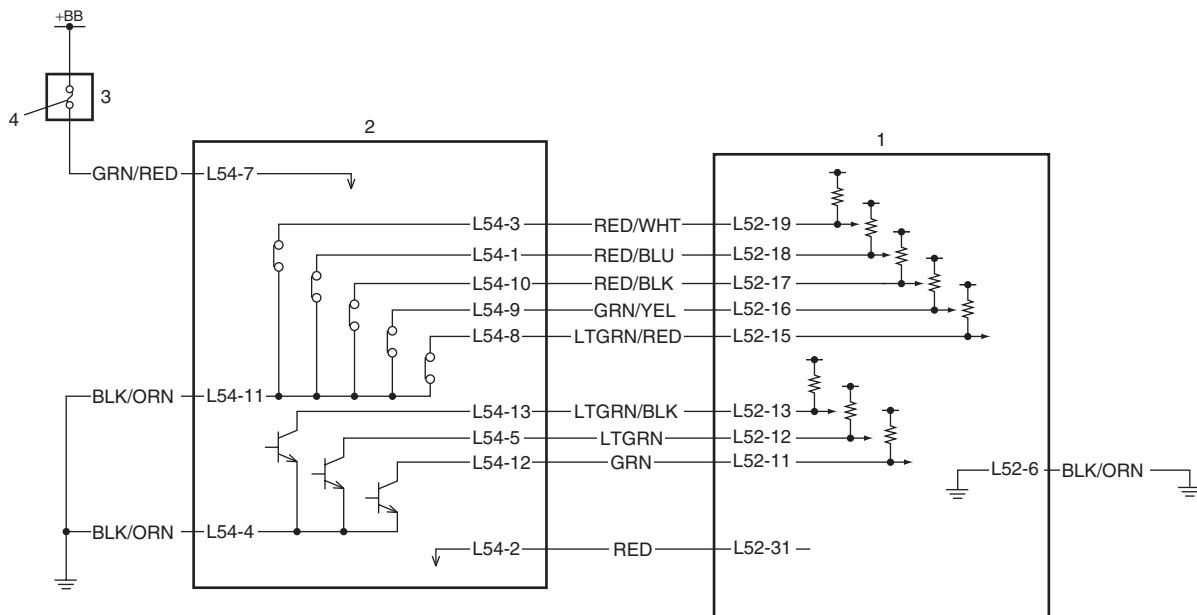 +BB
3
4
2
1
GRN/RED L54-7
L54-3 RED/WHT L52-19
L54-1 RED/BLU L52-18
L54-10 RED/BLK L52-17
L54-9 GRN/YEL L52-16
L54-8 LTGRN/RED L52-15
BLK/ORN L54-11
L54-13 LTGRN/BLK L52-13
L54-5 LTGRN L52-12
L54-12 GRN L52-11
L52-6 BLK/ORN
BLK/ORN L54-4
L54-2 RED L52-31